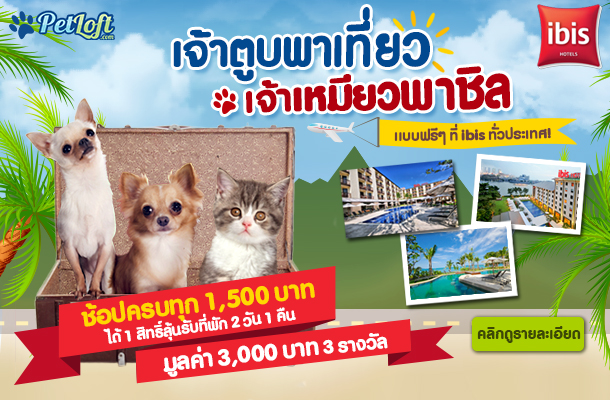 PetLoft
.com
ibis
HOTELS
เจ้าตูบพาเที่ยว
เจ้าเหมียวพาชิล
แบบฟรีๆ ที่ ibis ทั่วประเทศ!
ibis
ช้อปครบทุก 1,500 บาท
ได้ 1 สิทธิ์ลุ้นรับที่พัก 2 วัน 1 คืน
มูลค่า 3,000 บาท 3 รางวัล
คลิกดูรายละเอียด